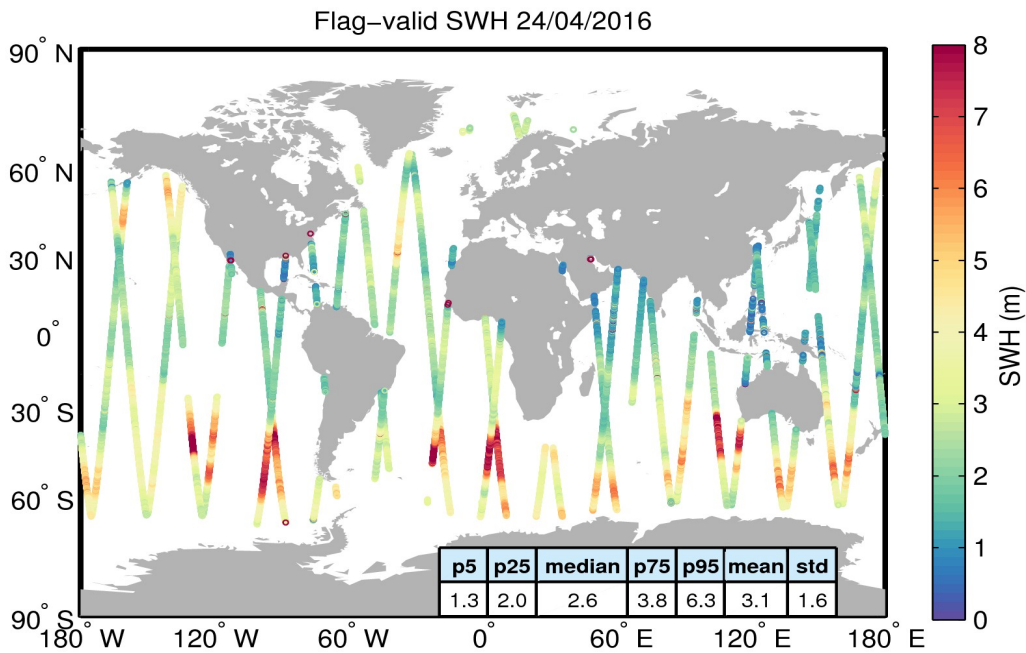 Flag−valid SWH 24/04/2016
90° N
60° N
30° N
0°
30° S
60° S
90° S
180° W
120° W
60° W
0°
60° E
120° E
180° E
p5 p25 median p75 p95 mean std
1.3 2.0 2.6 3.8 6.3 3.1 1.6
8
7
6
5
4
3
2
1
0
SWH (m)